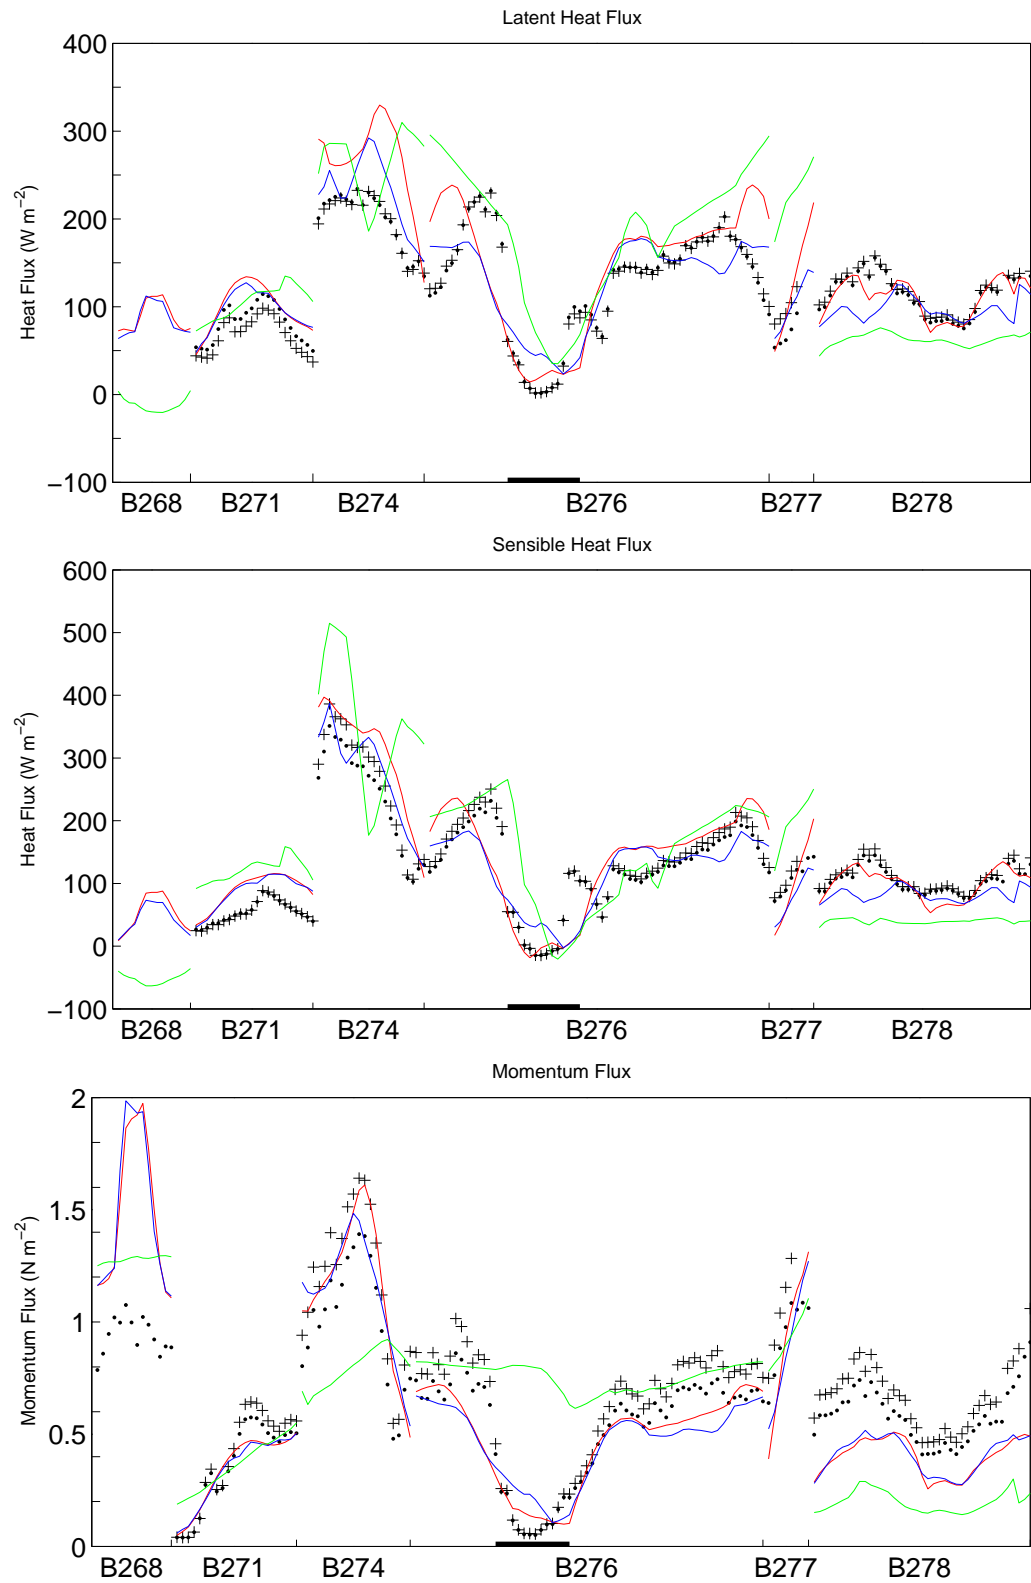 Latent Heat Flux
400
300
200
100
0
−100
Heat Flux (W m−2)
B268 B271 B274 B276 B277 B278
Sensible Heat Flux
600
500
400
300
200
100
0
−100
Heat Flux (W m−2)
B268 B271 B274 B276 B277 B278
Momentum Flux
2
1.5
1
0.5
0
Momentum Flux (N m−2)
B268 B271 B274 B276 B277 B278